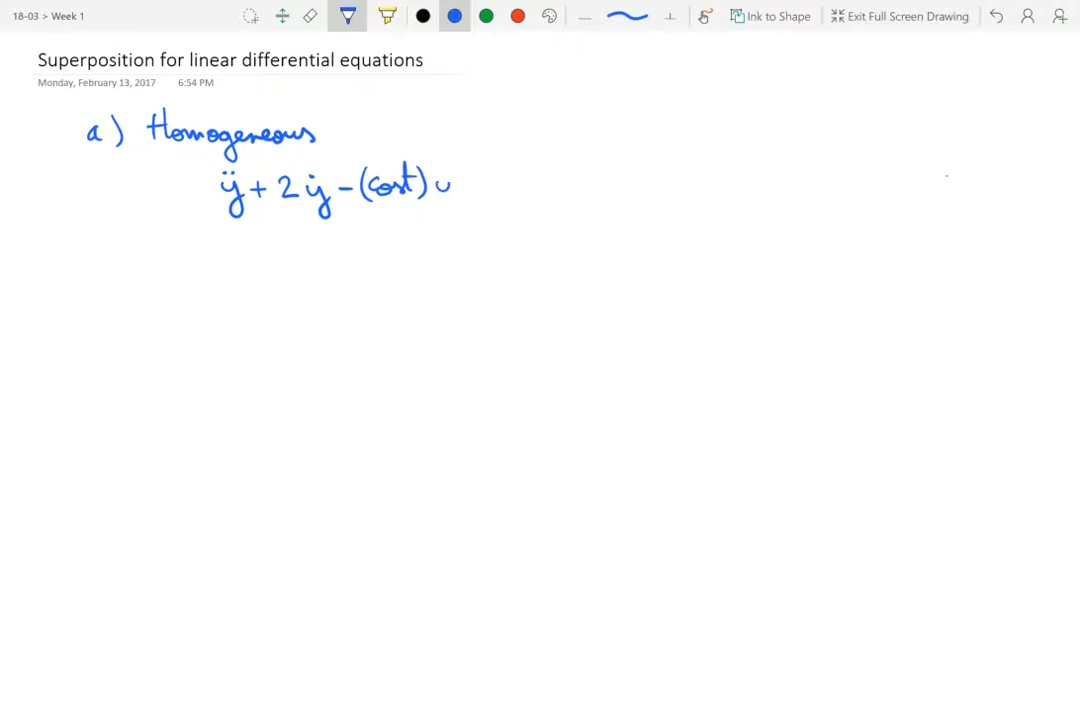 18-03 > Week 1
Ink to Shape
Exit Full Screen Drawing
Superposition for linear differential equations
Monday, February 13, 2017 6:54 PM
a) Homogeneous
ÿ + 2ẏ - (cost)